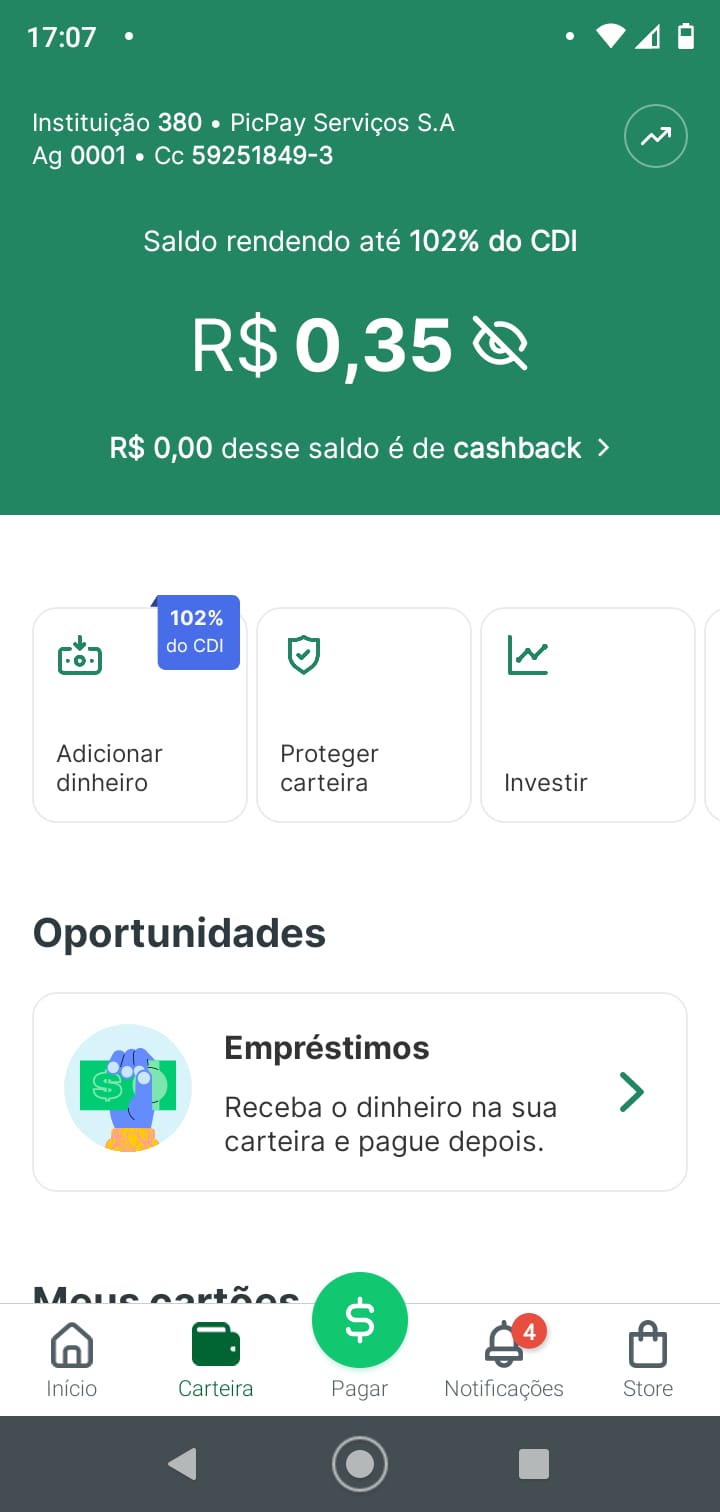 17:07
Instituição 380 • PicPay Serviços S.A
Ag 0001 • Cc 59251849-3
Saldo rendendo até 102% do CDI
R$ 0,35
R$ 0,00 desse saldo é de cashback
102%
do CDI
Adicionar
dinheiro
Proteger
carteira
Investir
Oportunidades
Empréstimos
Receba o dinheiro na sua
carteira e pague depois.
Meus cartões
4
Início
Carteira
Pagar
Notificações
Store